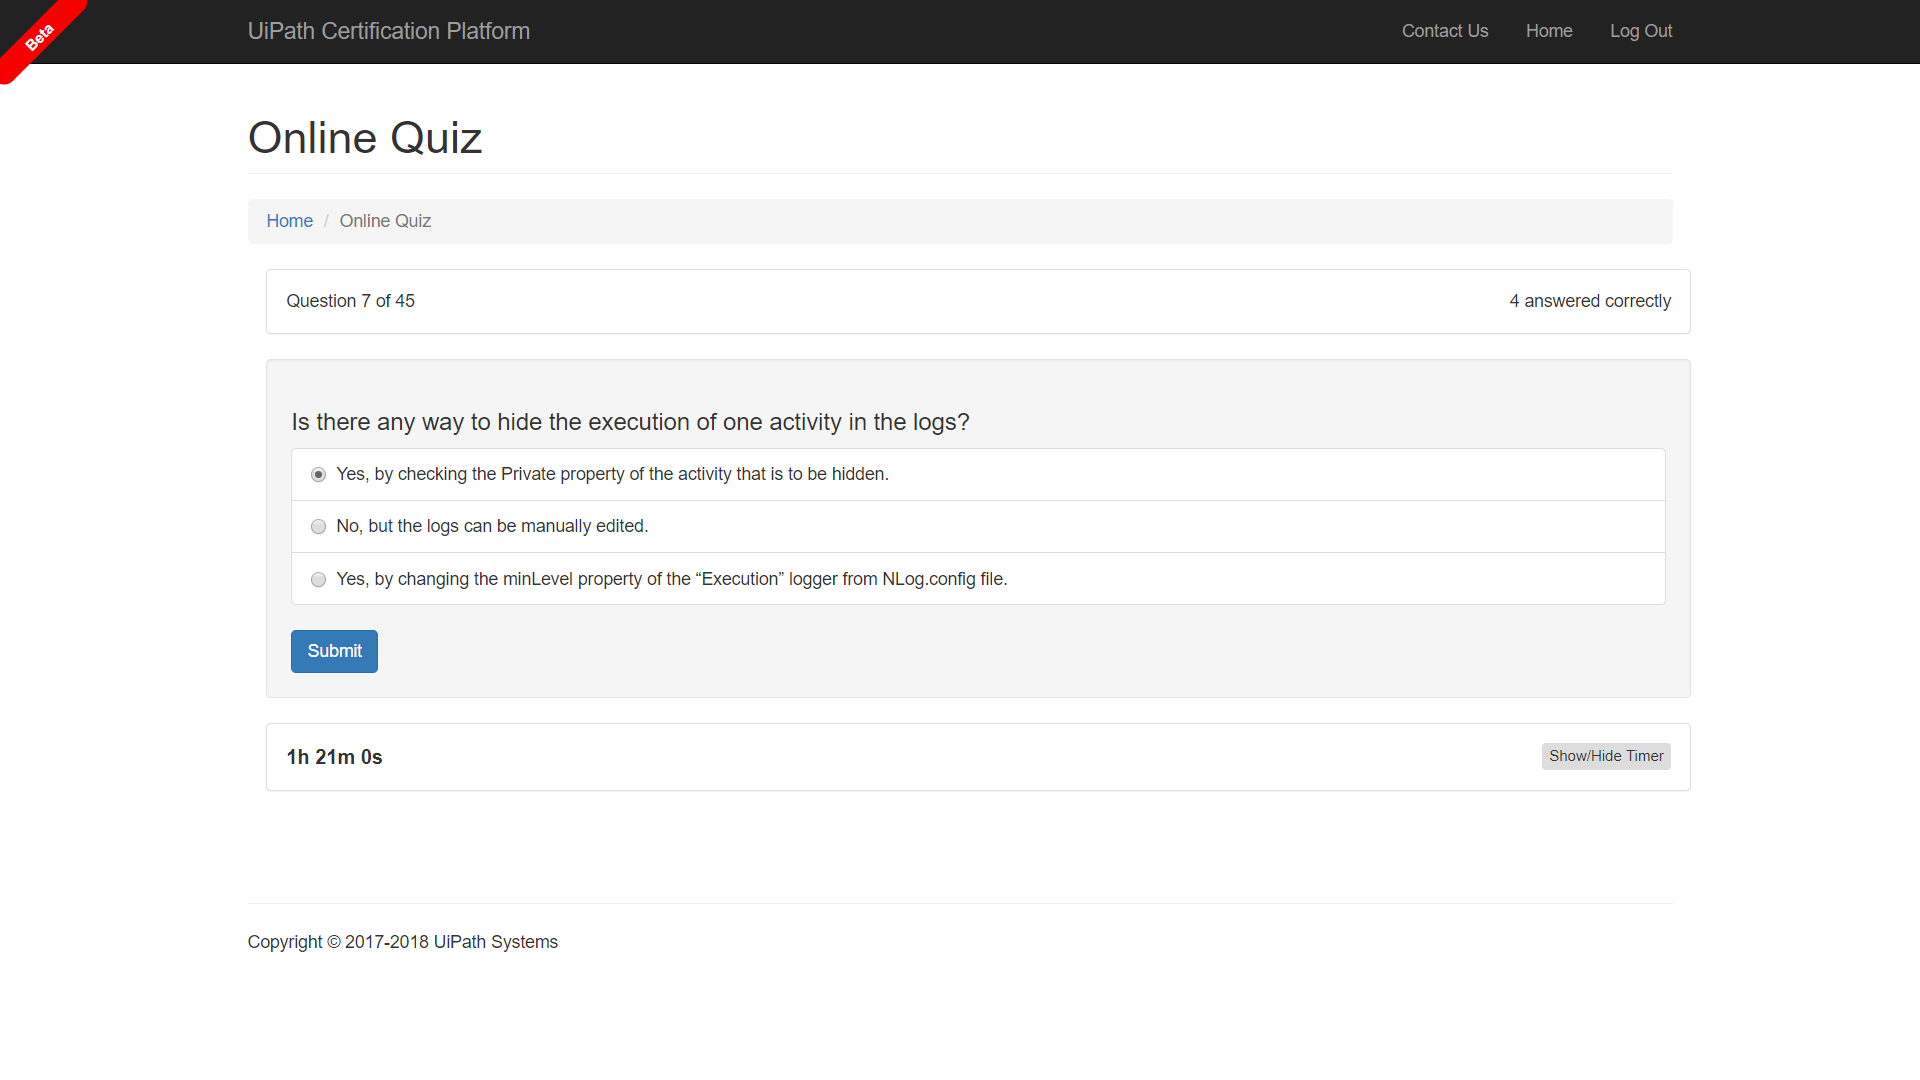 Beta
UiPath Certification Platform
Contact Us
Home
Log Out
Online Quiz
Home / Online Quiz
Question 7 of 45
4 answered correctly
Is there any way to hide the execution of one activity in the logs?
Yes, by checking the Private property of the activity that is to be hidden.
No, but the logs can be manually edited.
Yes, by changing the minLevel property of the “Execution” logger from NLog.config file.
Submit
1h 21m 0s
Show/Hide Timer
Copyright © 2017-2018 UiPath Systems